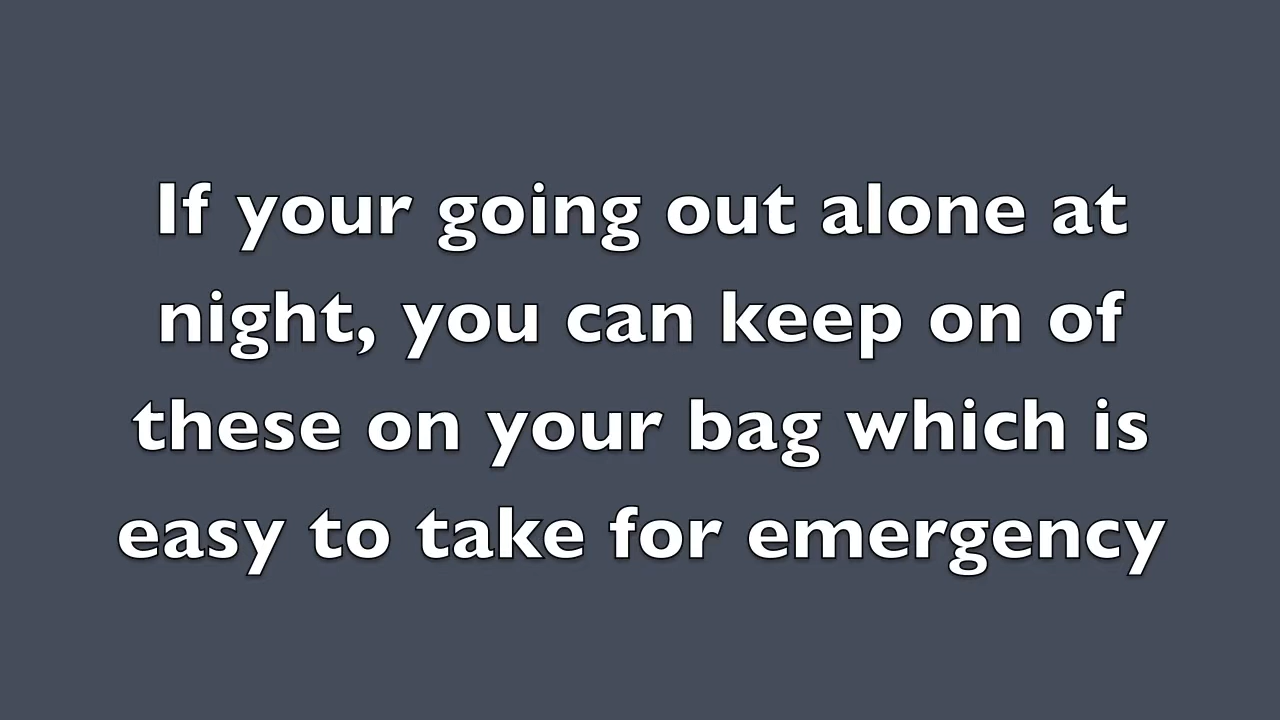 If your going out alone at
night, you can keep on of
these on your bag which is
easy to take for emergency